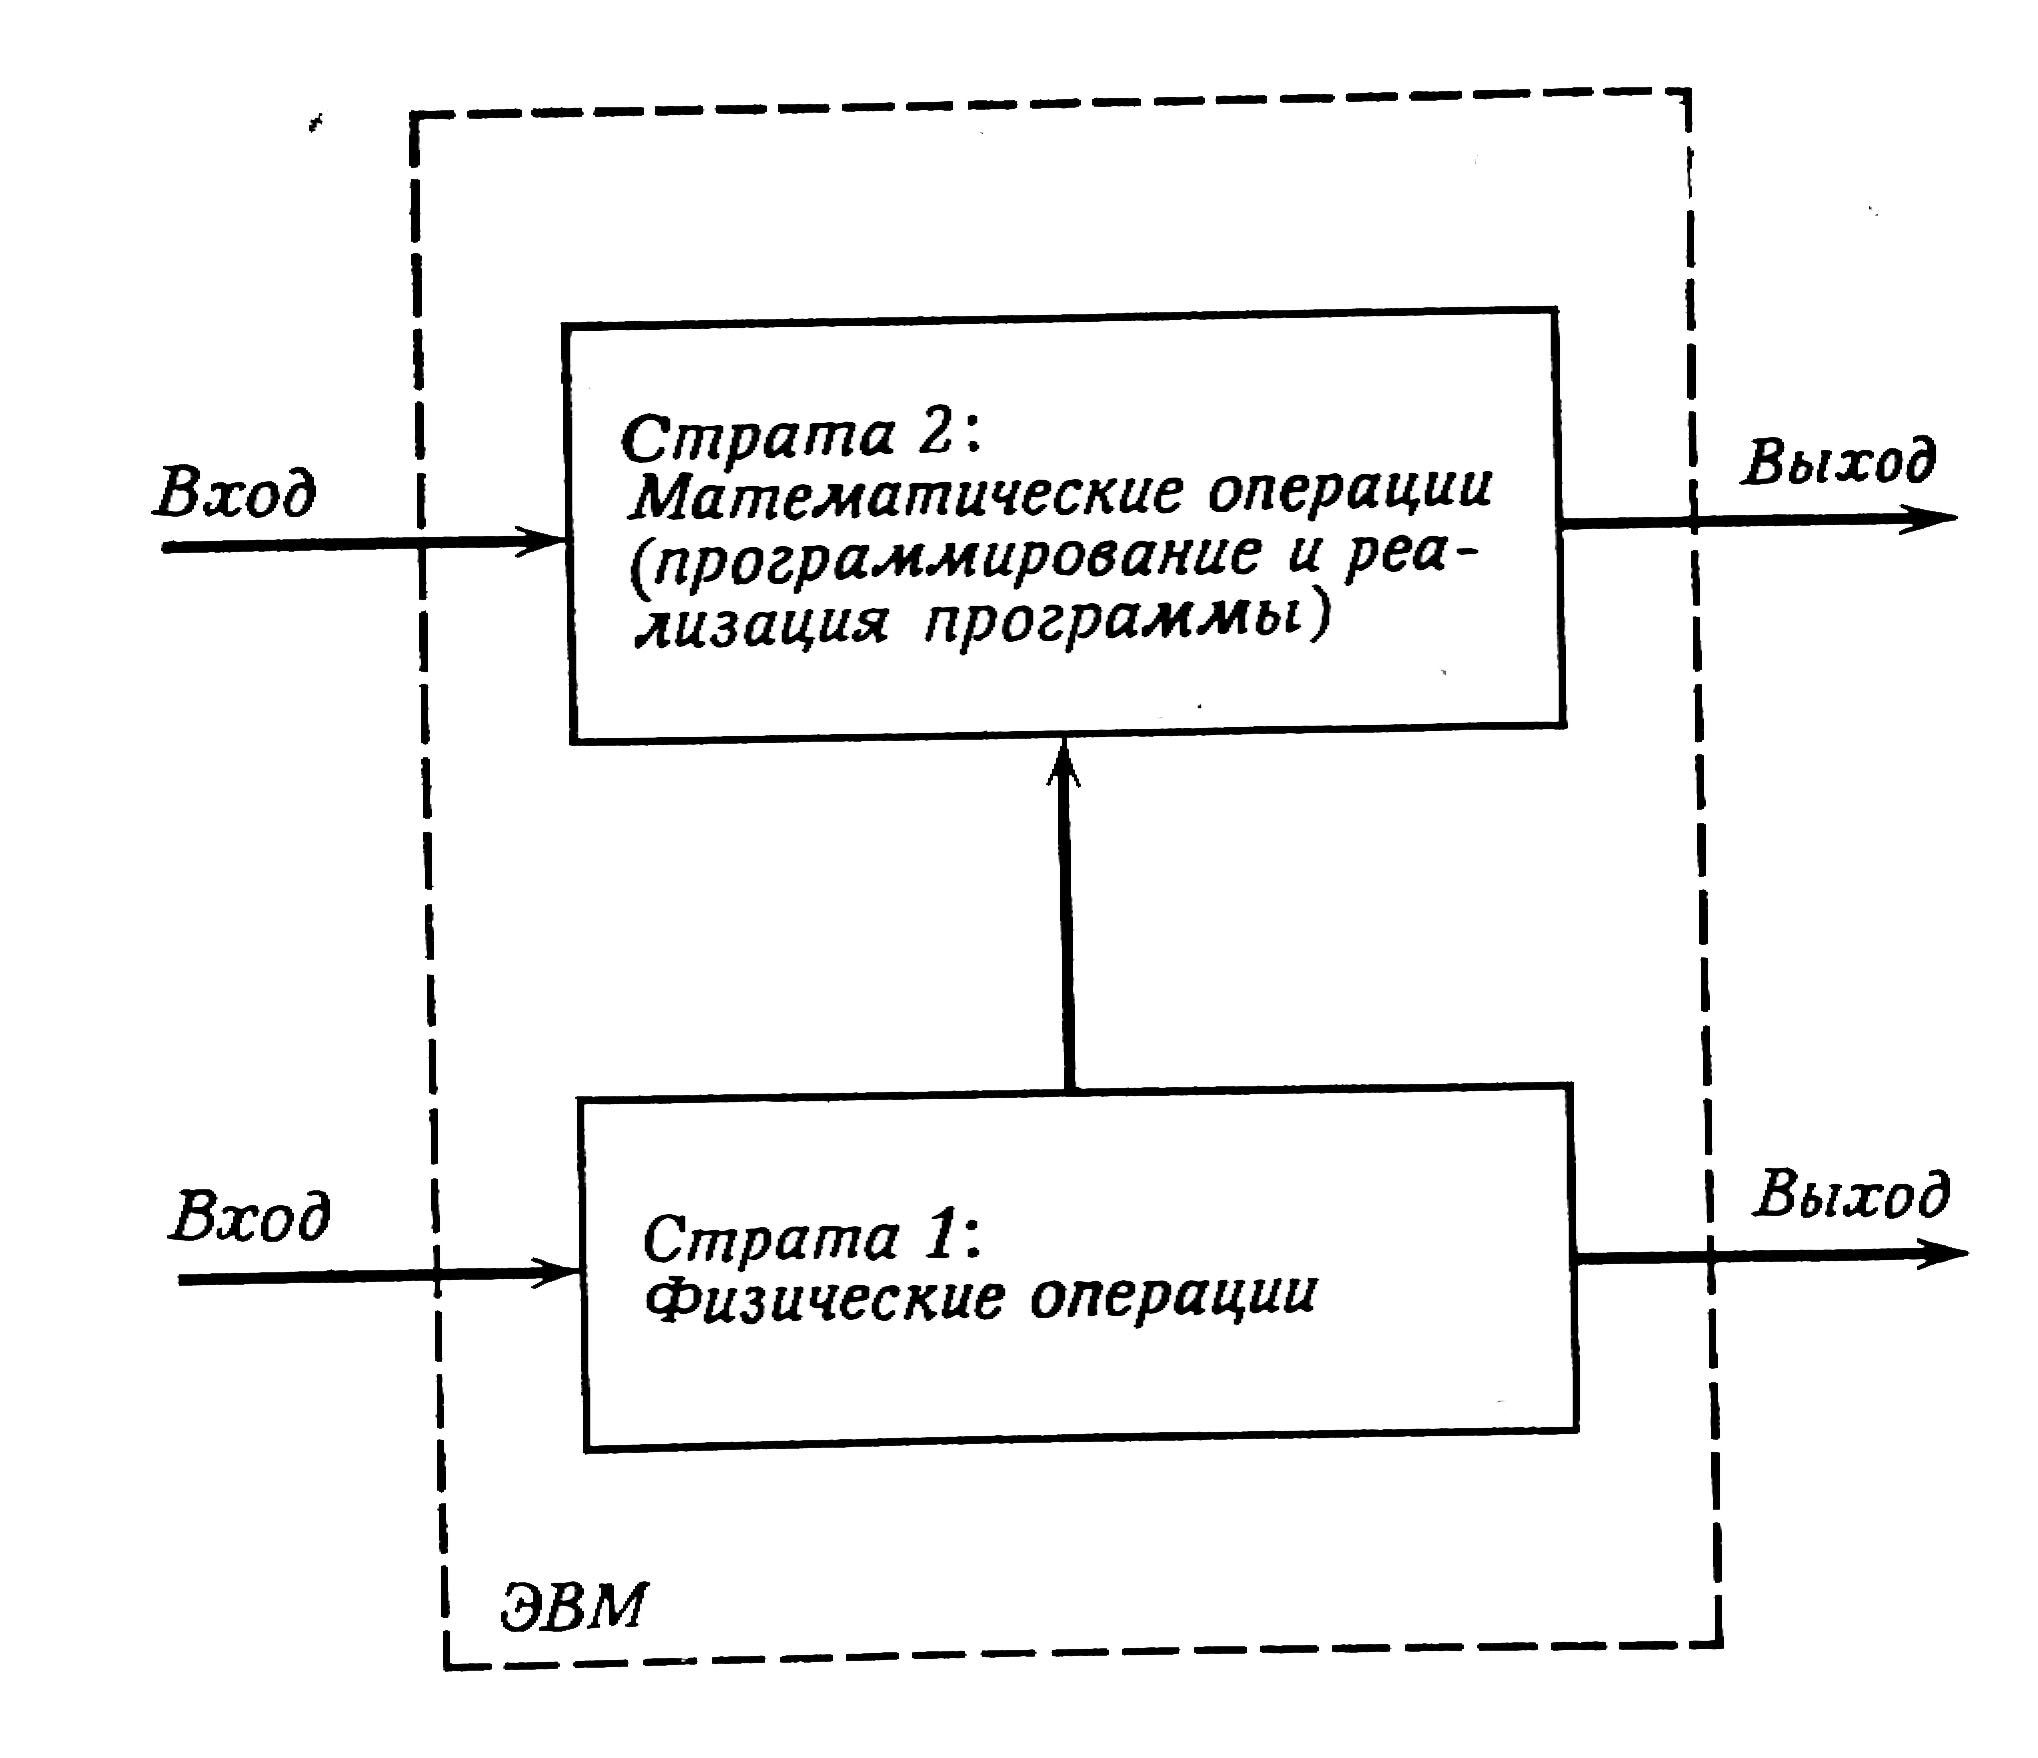 Страта 2:
Вход
Выход
Математические операции
(программирование и реа-
лизация программы)
Вход
Выход
Страта 1:
Физические операции
ЭВМ